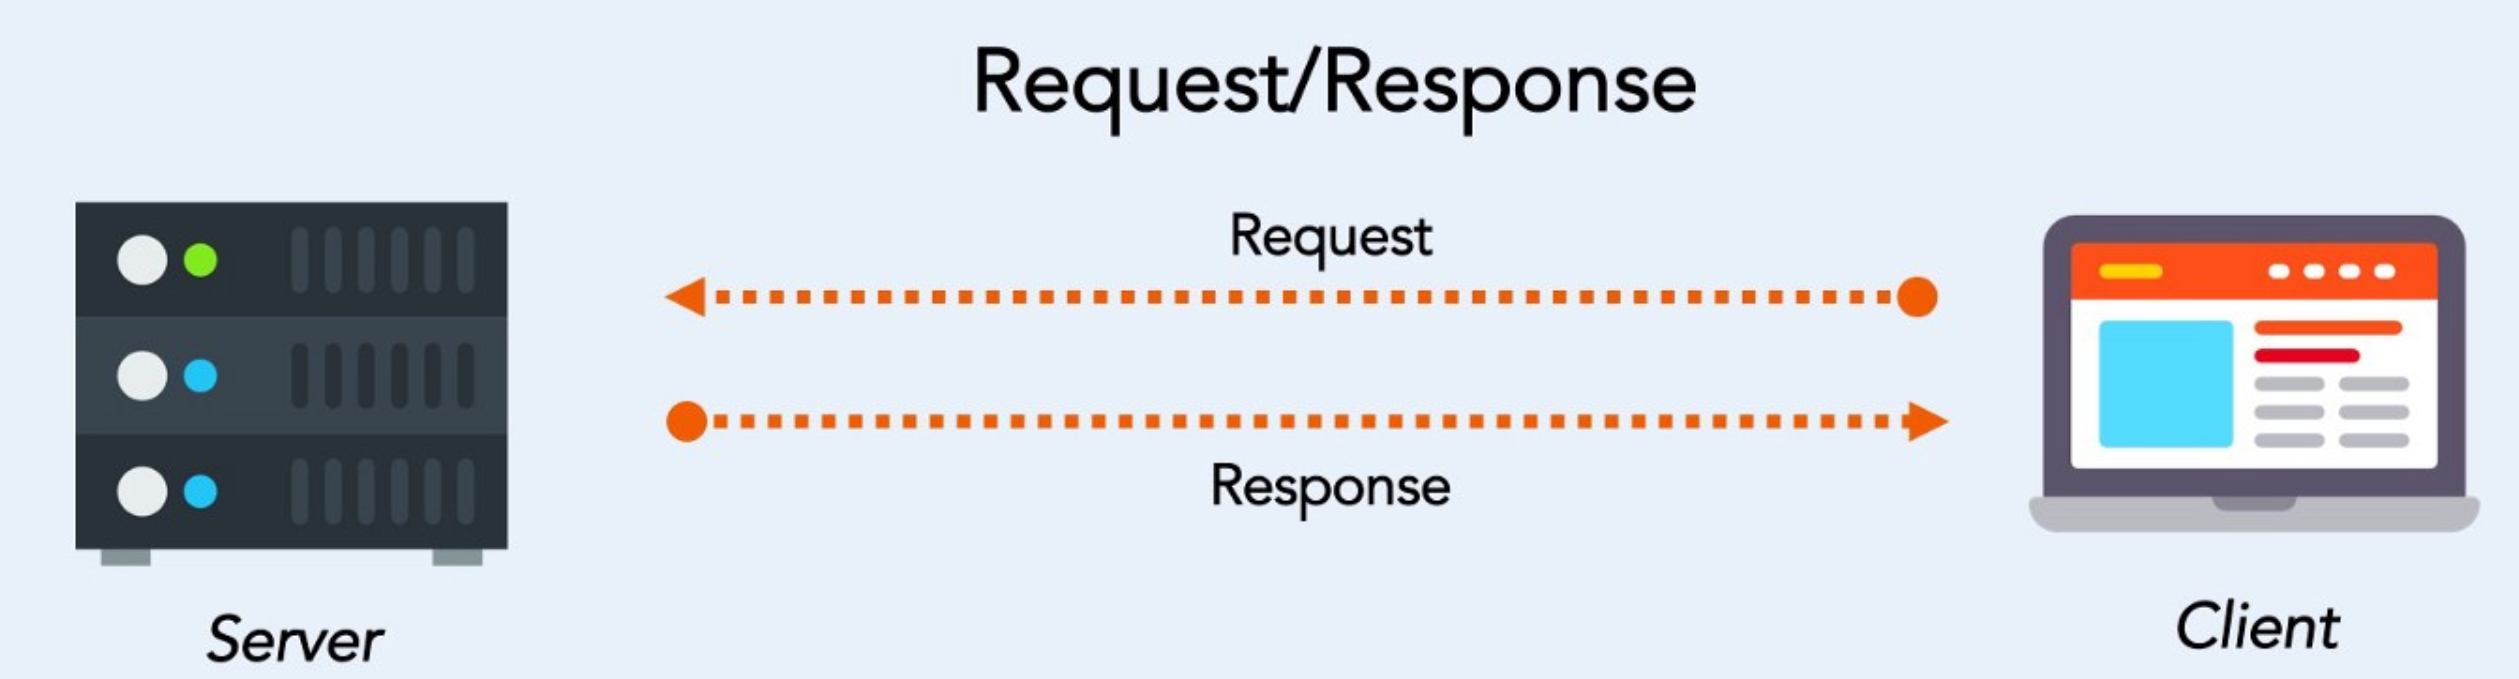 Request/Response
Request
Response
Server
Client